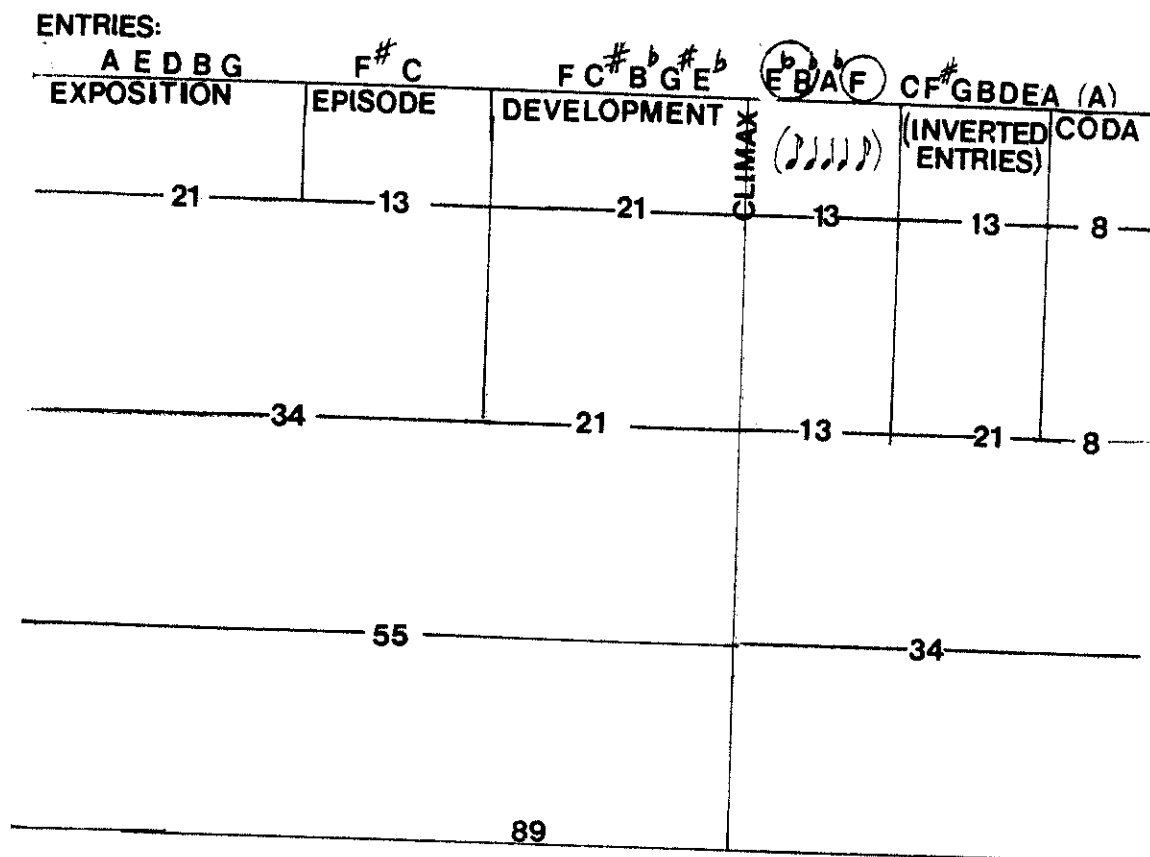 ENTRIES:
A E D B G F# C F C# B♭ G# E♭ E♭ B♭ A♭ F C F# G B D E A (A)
EXPOSITION EPISODE DEVELOPMENT CLIMAX (♪♩♩♩♪) (INVERTED ENTRIES) CODA
21 13 21 13 13 8
34 21 13 21 8
55 34
89